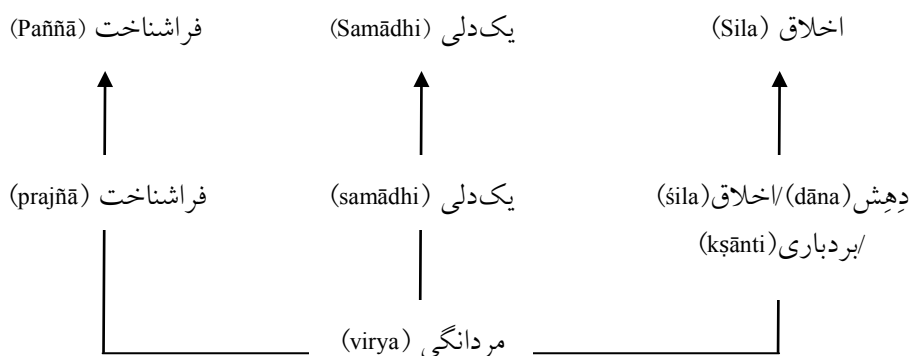 اخلاق (Sila) یک‌دلی (Samādhi) فراشناخت (Paññā)
دِهِش(dāna)/اخلاق(śila) یک‌دلی (samādhi) فراشناخت (prajñā)
/بردباری(kṣānti)
مردانگی (virya)